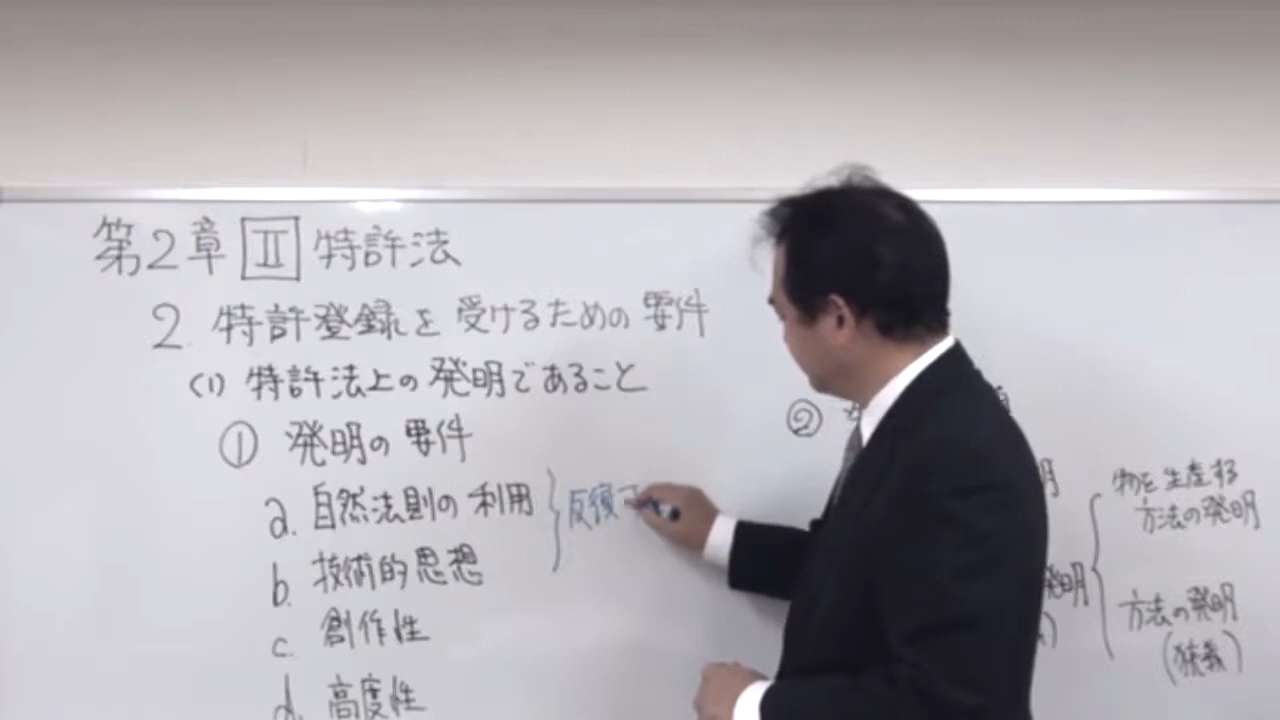 第2章 Ⅱ 特許法
2. 特許登録を受けるための要件
(1) 特許法上の発明であること
① 発明の要件
a. 自然法則の利用
b. 技術的思想
反復
c. 創作性
d. 高度性
②
物を生産する
方法の発明
発明
方法の発明
(狭義)